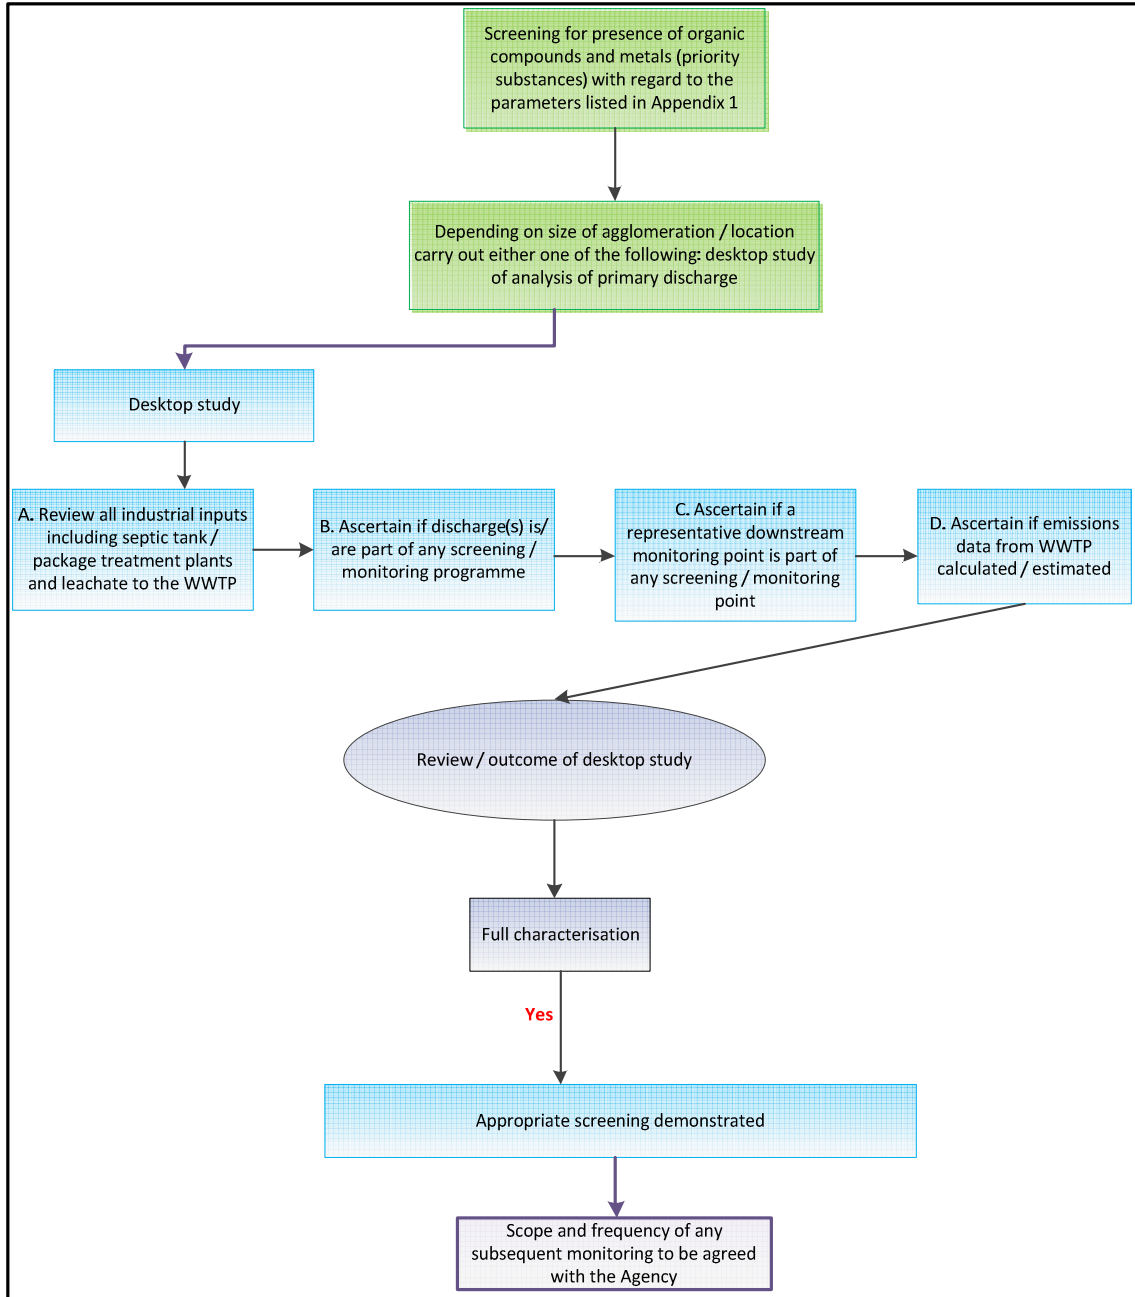 Screening for presence of organic
compounds and metals (priority
substances) with regard to the
parameters listed in Appendix 1
Depending on size of agglomeration / location
carry out either one of the following: desktop study
of analysis of primary discharge
Desktop study
A. Review all industrial inputs
including septic tank /
package treatment plants
and leachate to the WWTP
B. Ascertain if discharge(s) is/
are part of any screening /
monitoring programme
C. Ascertain if a
representative downstream
monitoring point is part of
any screening / monitoring
point
D. Ascertain if emissions
data from WWTP
calculated / estimated
Review / outcome of desktop study
Full characterisation
Yes
Appropriate screening demonstrated
Scope and frequency of any
subsequent monitoring to be agreed
with the Agency